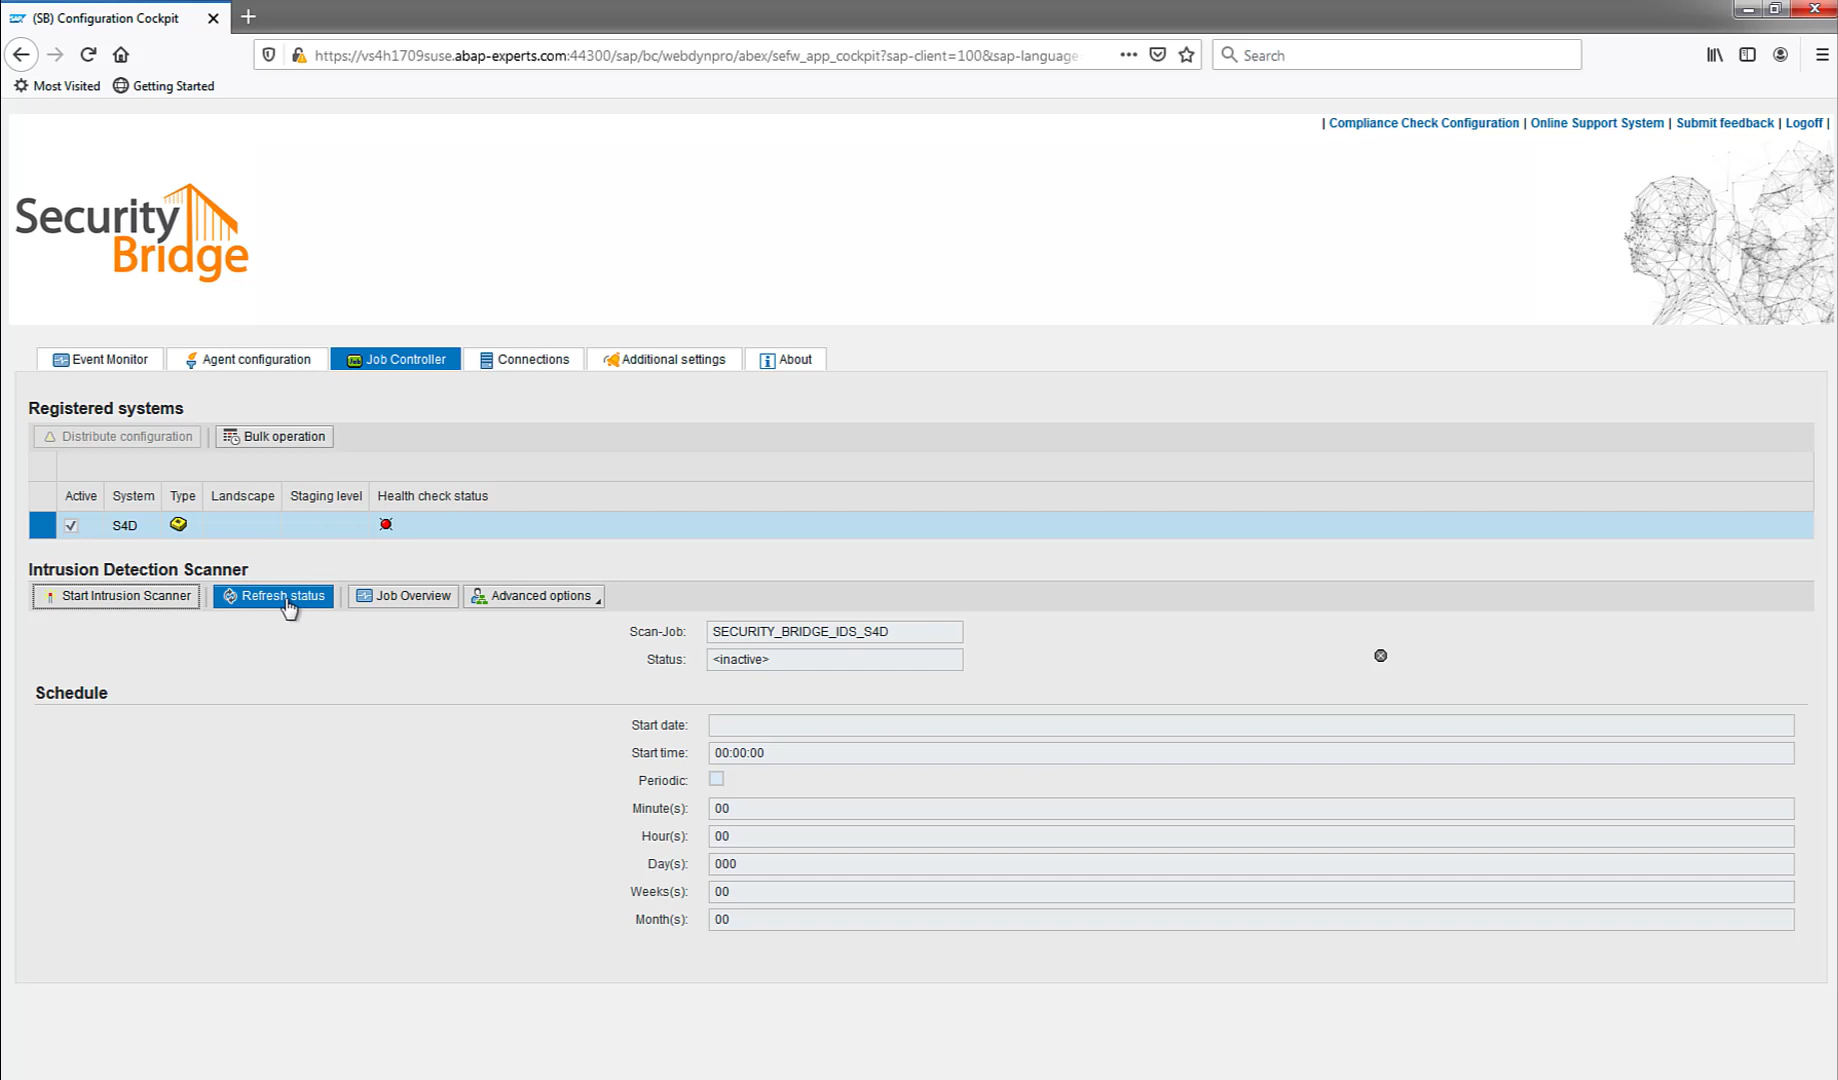 (SB) Configuration Cockpit
https://vs4h1709suse.abap-experts.com:44300/sap/bc/webdynpro/abex/sefw_app_cockpit?sap-client=100&sap-language
Search
Most Visited
Getting Started
| Compliance Check Configuration | Online Support System | Submit feedback | Logoff |
Security
Bridge
Event Monitor
Agent configuration
Job Controller
Connections
Additional settings
About
Registered systems
Distribute configuration
Bulk operation
Active System Type Landscape Staging level Health check status
S4D
Intrusion Detection Scanner
Start Intrusion Scanner
Refresh status
Job Overview
Advanced options
Scan-Job: SECURITY_BRIDGE_IDS_S4D
Status: <inactive>
Schedule
Start date:
Start time: 00:00:00
Periodic:
Minute(s): 00
Hour(s): 00
Day(s): 000
Weeks(s): 00
Month(s): 00